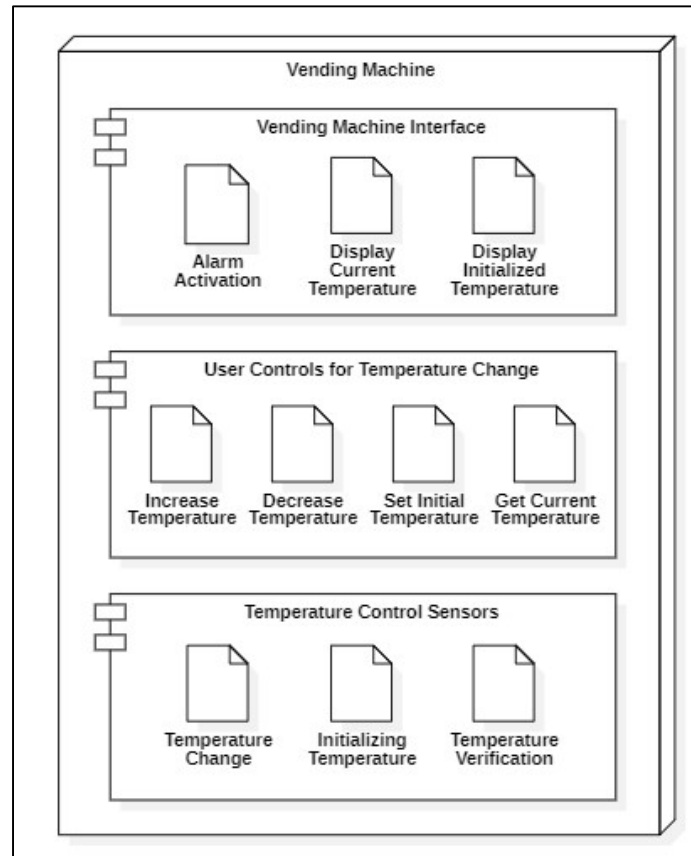 Vending Machine
Vending Machine Interface
Alarm
Activation
Display
Current
Temperature
Display
Initialized
Temperature
User Controls for Temperature Change
Increase
Temperature
Decrease
Temperature
Set Initial
Temperature
Get Current
Temperature
Temperature Control Sensors
Temperature
Change
Initializing
Temperature
Temperature
Verification